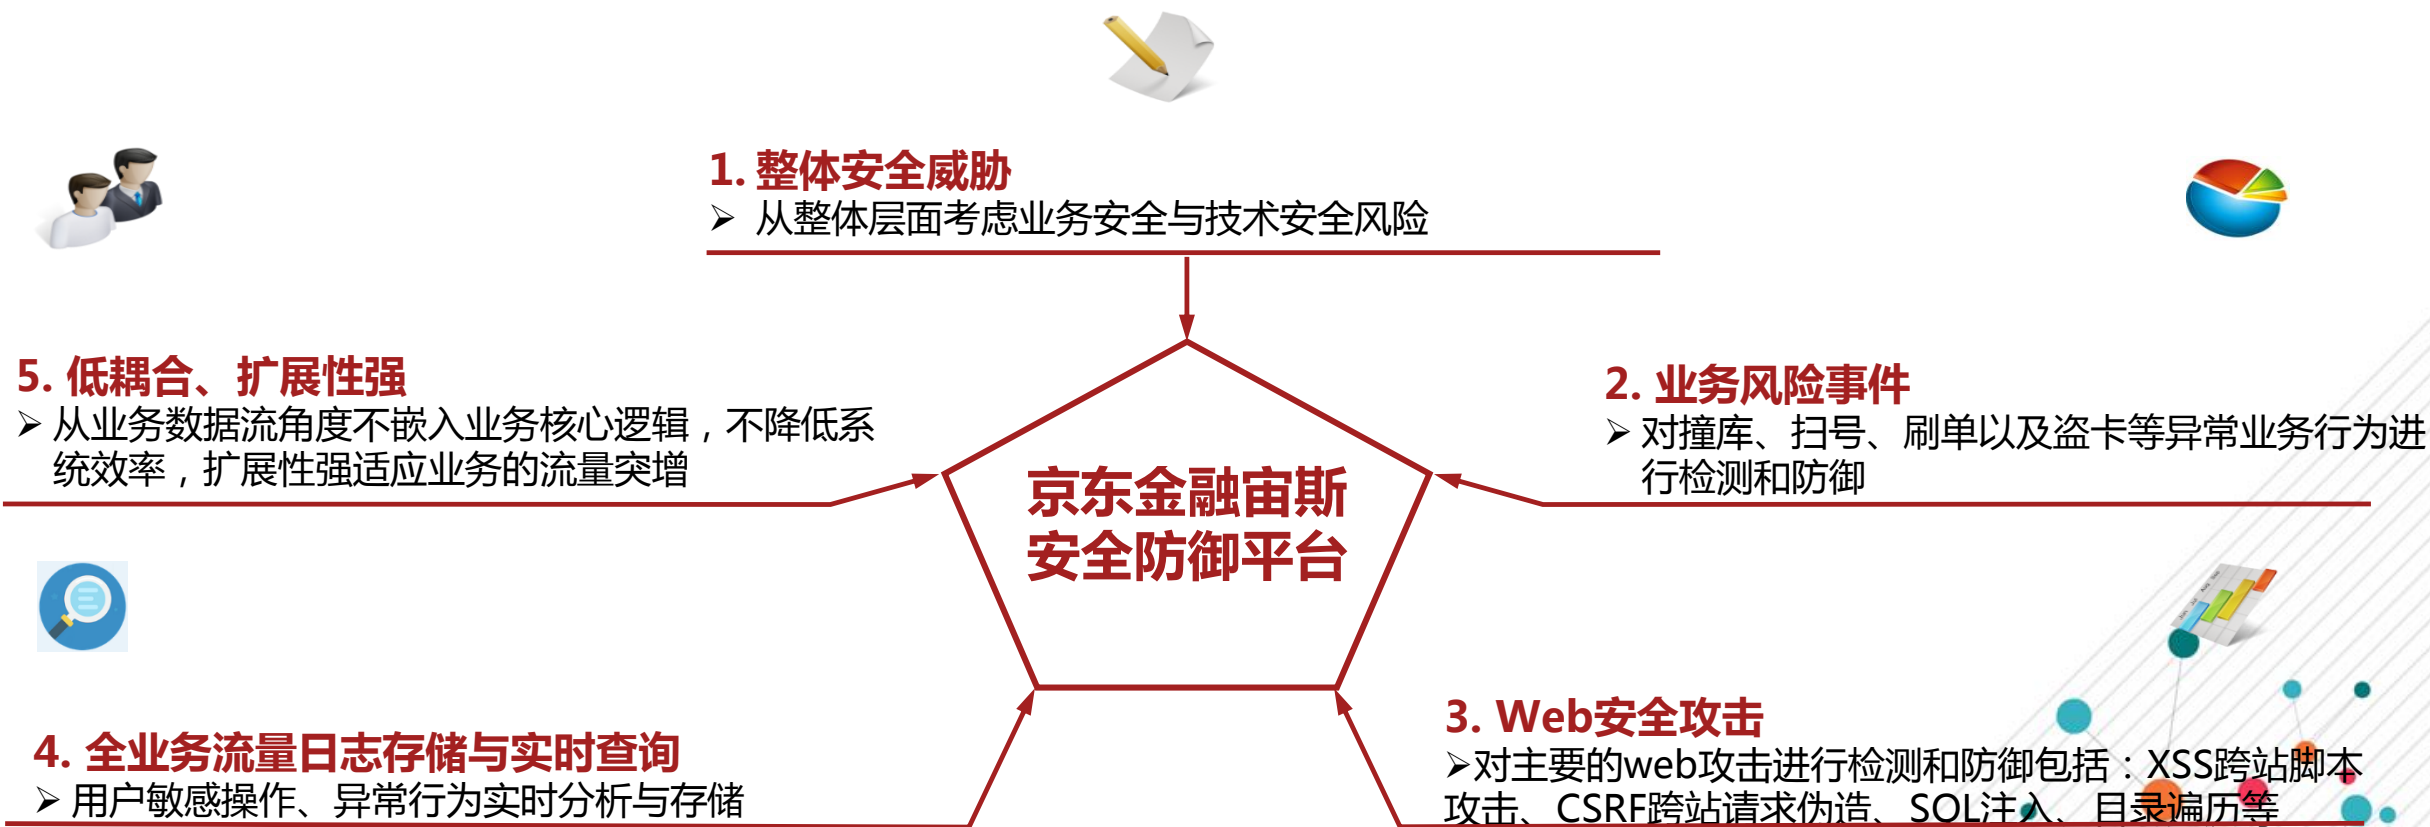 1. 整体安全威胁
➢ 从整体层面考虑业务安全与技术安全风险
5. 低耦合、扩展性强
➢ 从业务数据流角度不嵌入业务核心逻辑，不降低系
统效率，扩展性强适应业务的流量突增
2. 业务风险事件
➢ 对撞库、扫号、刷单以及盗卡等异常业务行为进
行检测和防御
京东金融宙斯
安全防御平台
4. 全业务流量日志存储与实时查询
➢ 用户敏感操作、异常行为实时分析与存储
3. Web安全攻击
➢对主要的web攻击进行检测和防御包括：XSS跨站脚本
攻击、CSRF跨站请求伪造、SOL注入、目录遍历等